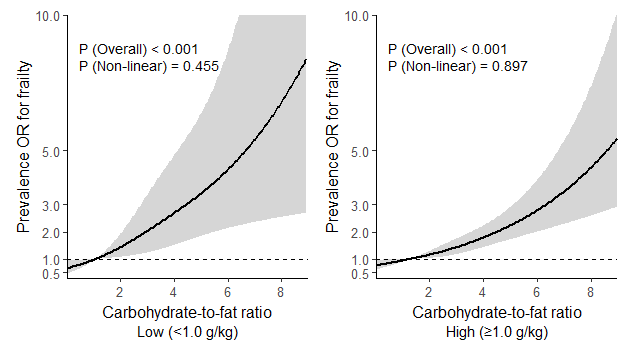 10.0
5.0
3.0
2.0
1.0
0.5
Prevalence OR for frailty
P (Overall) < 0.001
P (Non-linear) = 0.455
2 4 6 8
Carbohydrate-to-fat ratio
Low (<1.0 g/kg)
10.0
5.0
3.0
2.0
1.0
0.5
Prevalence OR for frailty
P (Overall) < 0.001
P (Non-linear) = 0.897
2 4 6 8
Carbohydrate-to-fat ratio
High (≥1.0 g/kg)